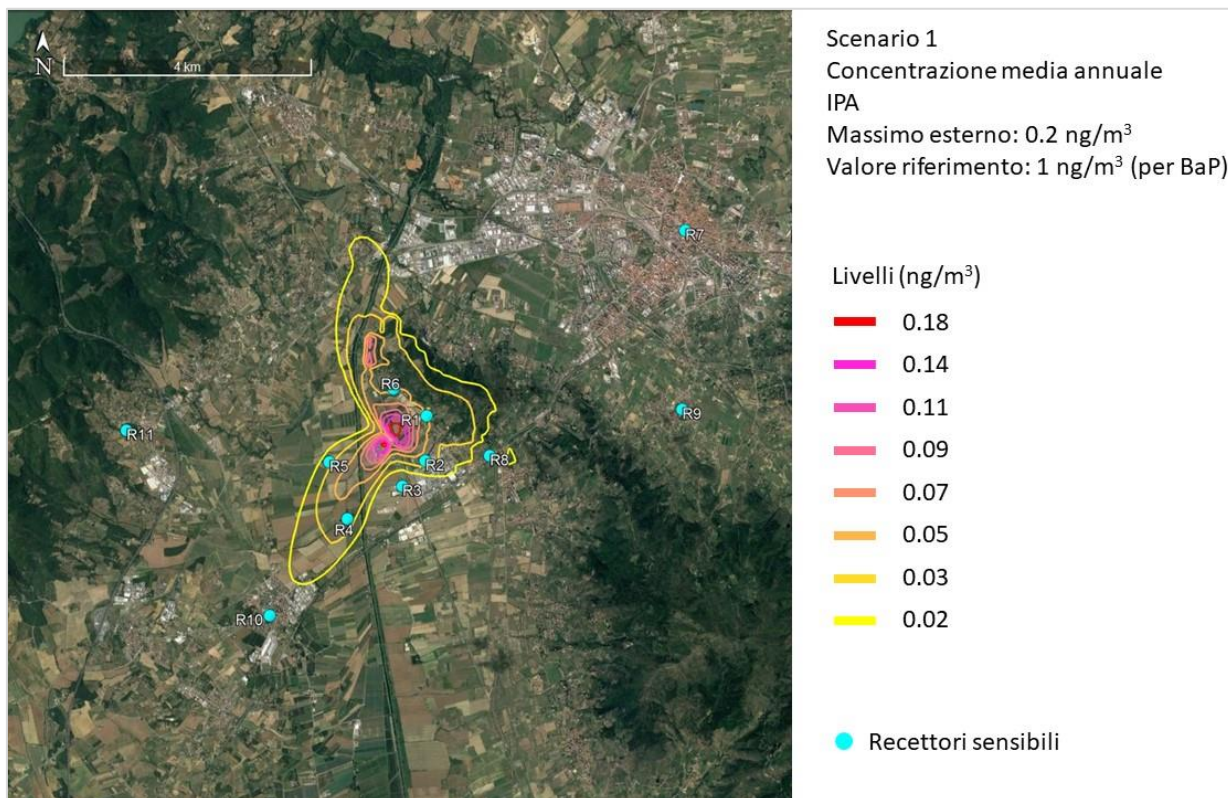 N
4 km
R7
R6
R1
R9
R11
R2
R8
R5
R3
R4
R10
Scenario 1
Concentrazione media annuale
IPA
Massimo esterno: 0.2 ng/m³
Valore riferimento: 1 ng/m³ (per BaP)
Livelli (ng/m³)
0.18
0.14
0.11
0.09
0.07
0.05
0.03
0.02
Recettori sensibili